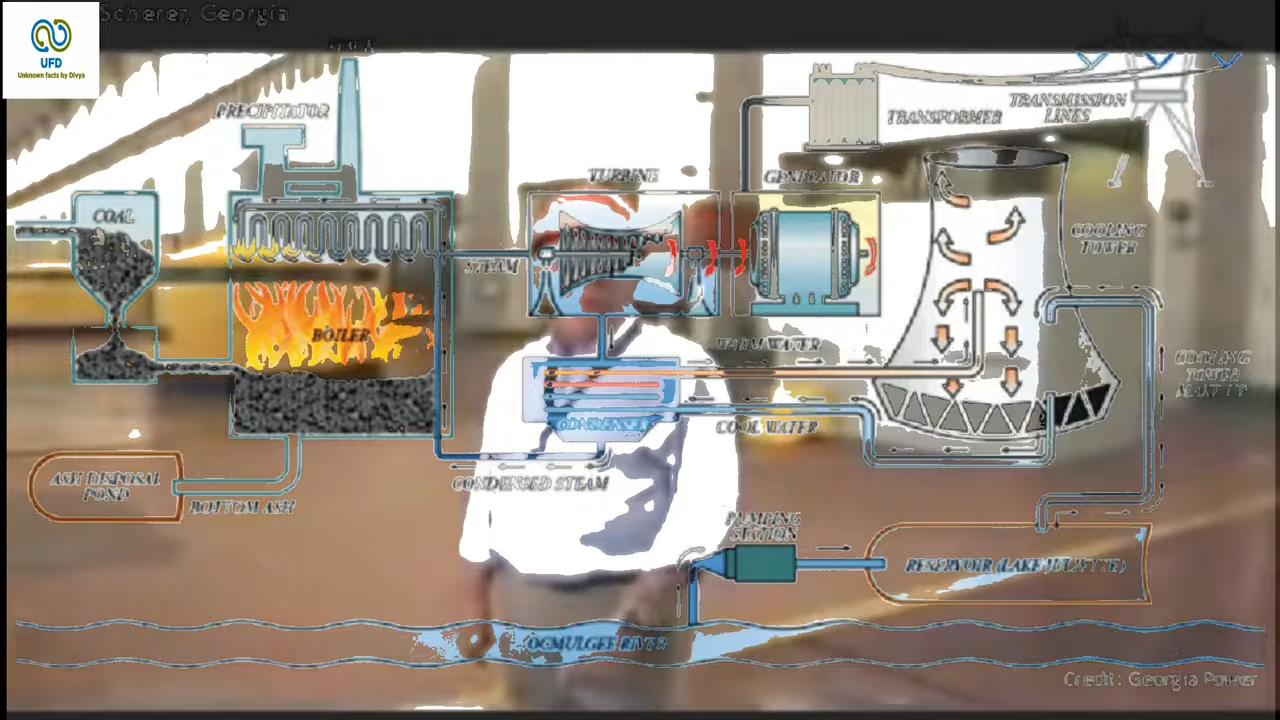 Scherer, Georgia
UFD
Unknown facts by Divya
STACK
PRECIPITATOR
TRANSFORMER
TRANSMISSION
LINES
TURBINE
GENERATOR
COAL
COOLING
TOWER
STEAM
BOILER
WARM WATER
COOLING
TOWER
MAKE UP
CONDENSER
COOL WATER
ASH DISPOSAL
POND
BOTTOM ASH
CONDENSED STEAM
PUMPING
STATION
RESERVOIR (LAKE JULIETTE)
OCMULGEE RIVER
Credit: Georgia Power